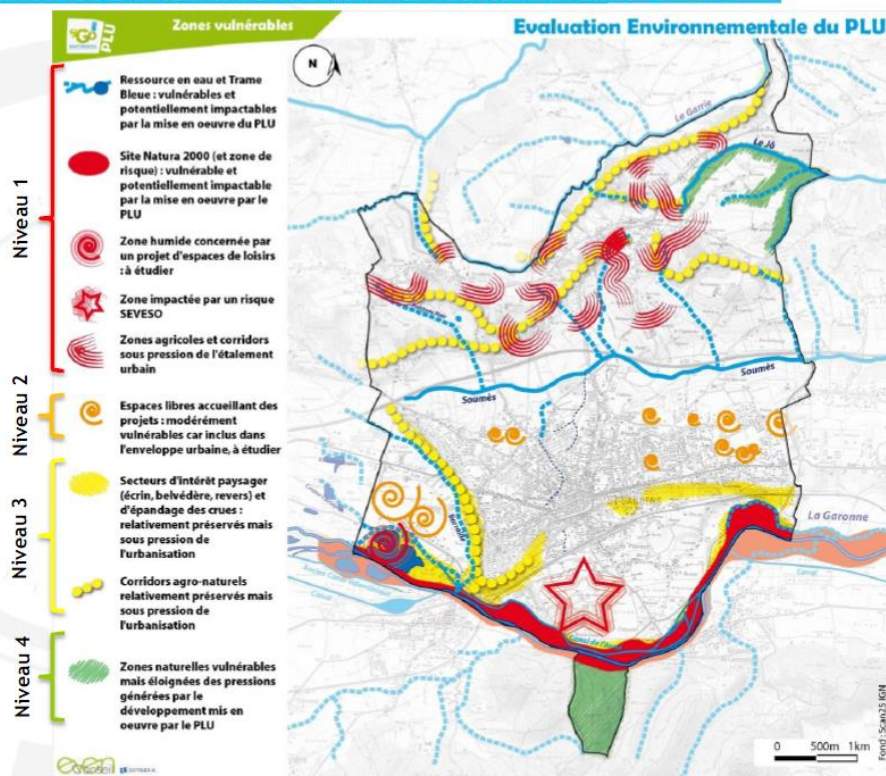 Zones vulnérables
Evaluation Environnementale du PLU
PLU
N
Niveau 1
Ressource en eau et Trame
Bleue : vulnérables et
potentiellement impactables
par la mise en oeuvre du PLU
Site Natura 2000 (et zone de
risque) : vulnérable et
potentiellement impactable
par la mise en oeuvre par le
PLU
Zone humide concernée par
un projet d'espaces de loisirs
: à étudier
Zone impactée par un risque
SEVESO
Zones agricoles et corridors
sous pression de l'étalement
urbain
Niveau 2
Espaces libres accueillant des
projets : modérément
vulnérables car inclus dans
l'enveloppe urbaine, à étudier
Niveau 3
Secteurs d'intérêt paysager
(écrin, belvédère, revers) et
d'épandage des crues :
relativement préservés mais
sous pression de
l'urbanisation
Corridors agro-naturels
relativement préservés mais
sous pression de
l'urbanisation
Niveau 4
Zones naturelles vulnérables
mais éloignées des pressions
générées par le
développement mis en
oeuvre par le PLU
even
conseil
Le Jô
Soumès
Soumès
La Garonne
Canal
Canal
0 500m 1km
Fond : Scan25 IGN